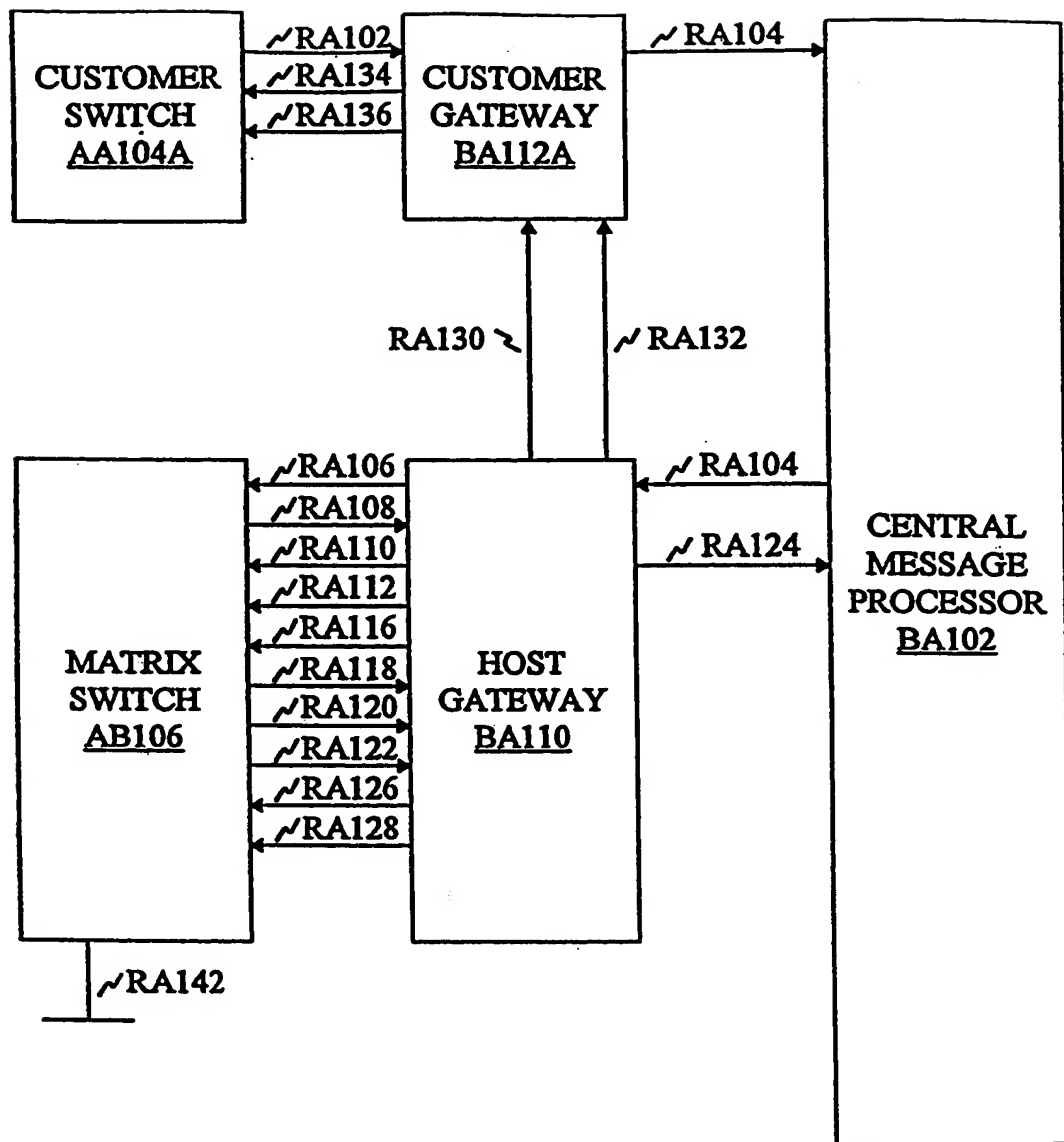 RA102
RA104
CUSTOMER
SWITCH
AA104A
RA134
RA136
CUSTOMER
GATEWAY
BA112A
RA130
RA132
RA106
RA104
RA108
RA110
RA124
RA112
RA116
RA118
RA120
RA122
RA126
RA128
MATRIX
SWITCH
AB106
HOST
GATEWAY
BA110
CENTRAL
MESSAGE
PROCESSOR
BA102
RA142